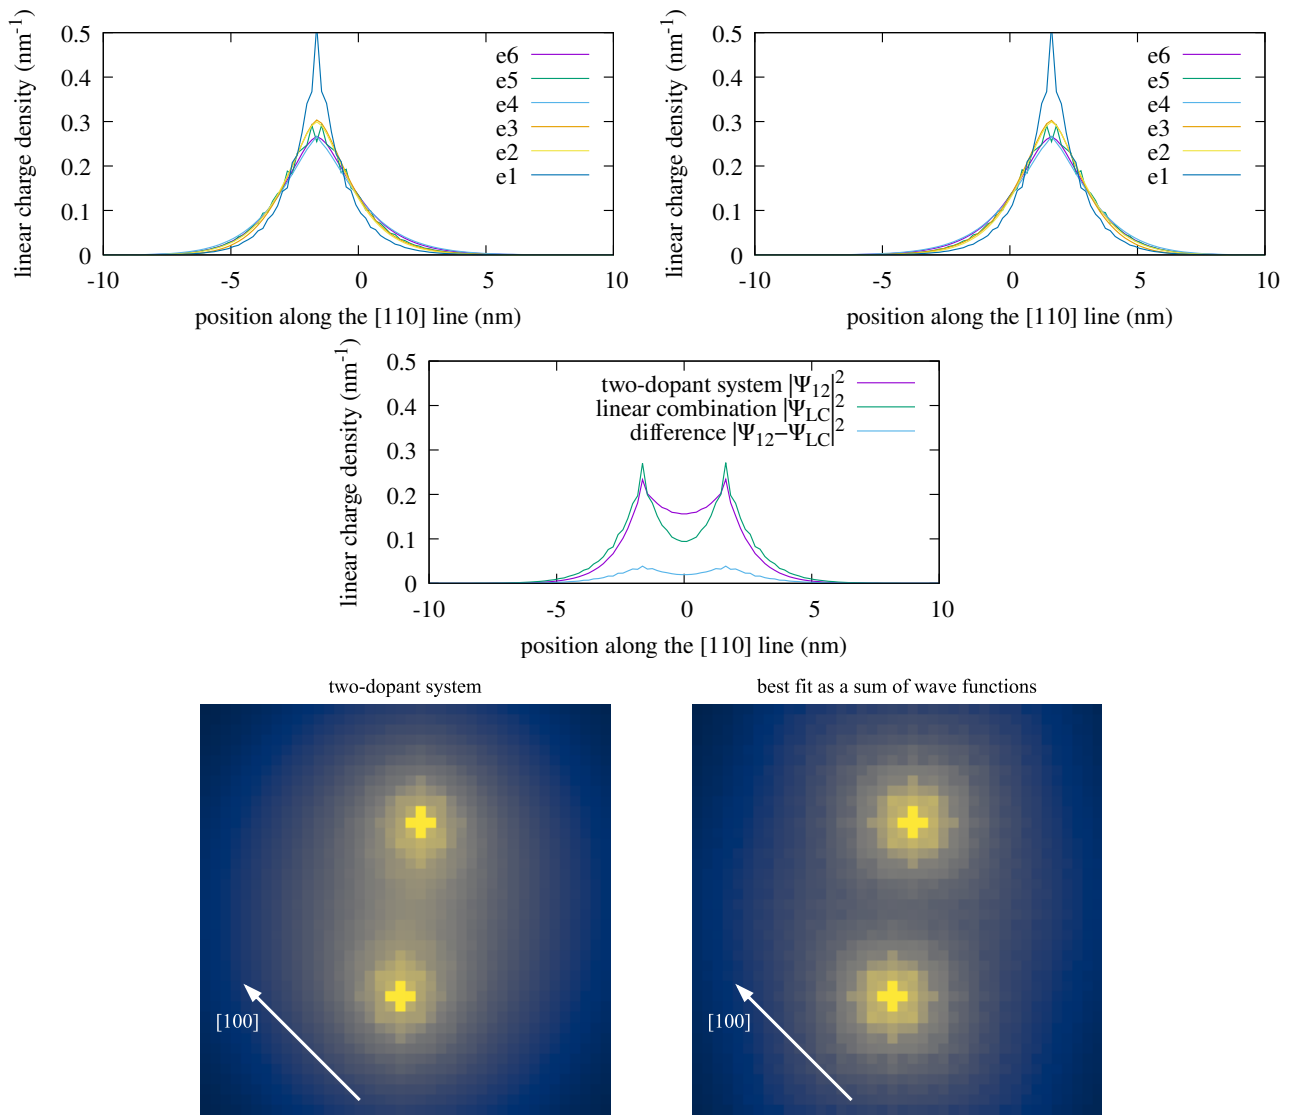 linear charge density (nm⁻¹)
0.5
0.4
0.3
0.2
0.1
0
-10
-5
0
5
10
e6
e5
e4
e3
e2
e1
position along the [110] line (nm)
linear charge density (nm⁻¹)
0.5
0.4
0.3
0.2
0.1
0
-10
-5
0
5
10
e6
e5
e4
e3
e2
e1
position along the [110] line (nm)
linear charge density (nm⁻¹)
0.5
0.4
0.3
0.2
0.1
0
-10
-5
0
5
10
two-dopant system |Ψ₁₂|²
linear combination |Ψ_LC|²
difference |Ψ₁₂−Ψ_LC|²
position along the [110] line (nm)
two-dopant system
[100]
best fit as a sum of wave functions
[100]